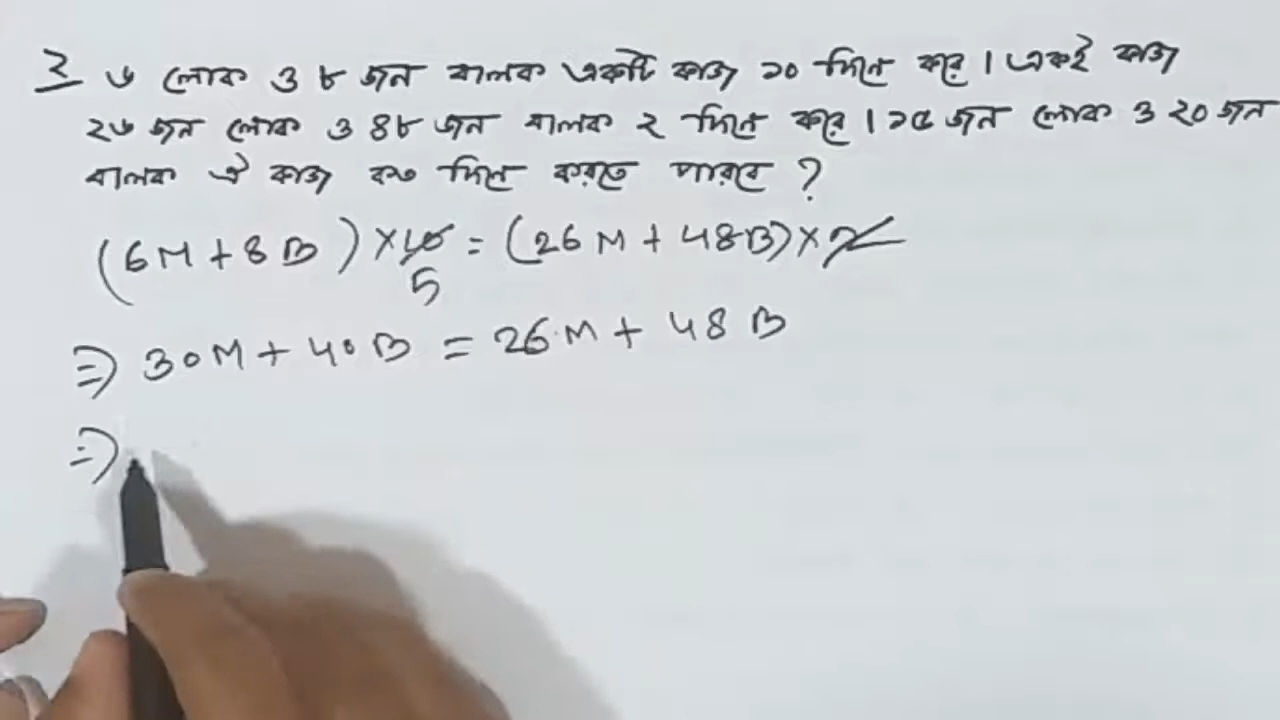 ২ ৬ লোক ও ৮ জন বালক একটি কাজ ১০ দিনে করে। একই কাজ
২৬ জন লোক ও ৪৮ জন বালক ২ দিনে করে। ১৫ জন লোক ও ২০ জন
বালক ঐ কাজ কত দিনে করতে পারবে ?
(6M + 8B) × 10 = (26M + 48B) × 2
5
⇒ 30M + 40B = 26M + 48B
⇒